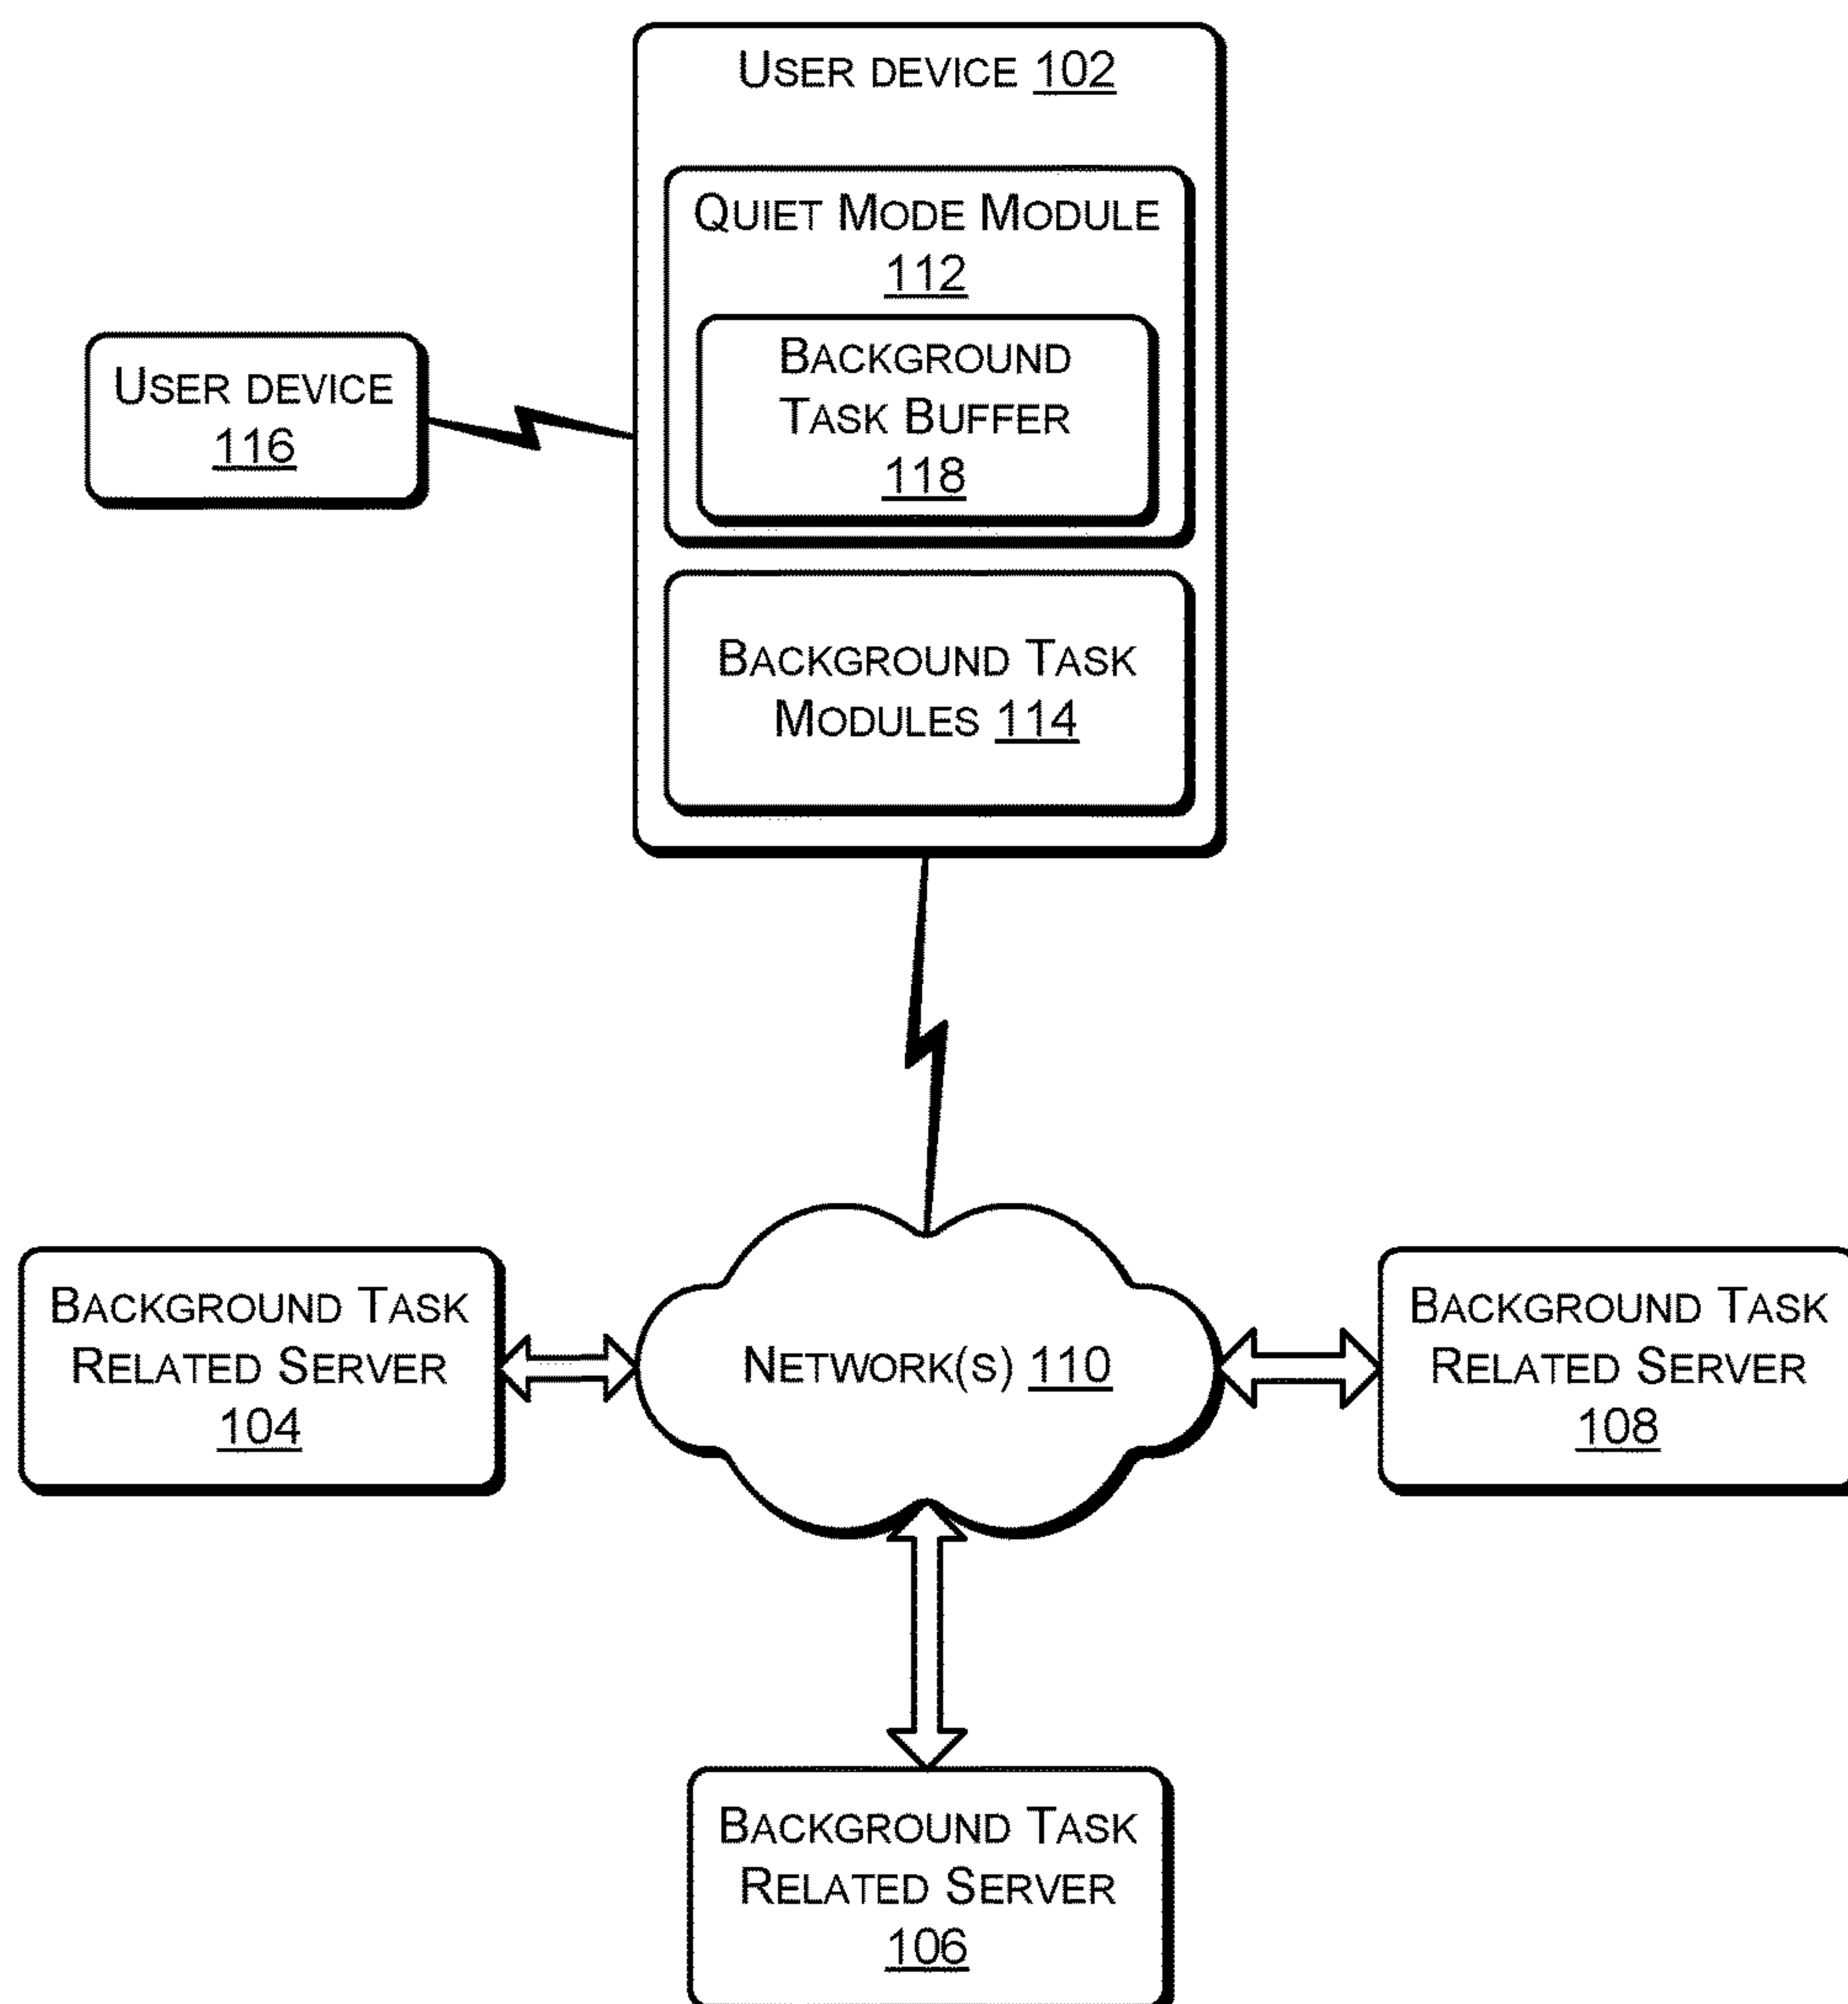 User device 102
Quiet Mode Module
112
Background
Task Buffer
118
User device
116
Background Task
Modules 114
Background Task
Related Server
104
Network(s) 110
Background Task
Related Server
108
Background Task
Related Server
106